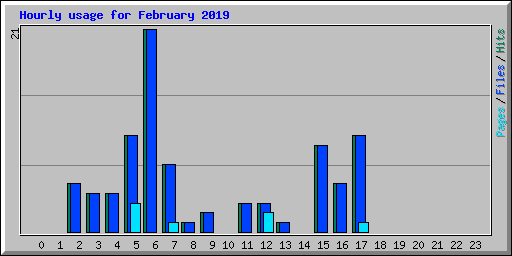 Hourly usage for February 2019
21
Pages/Files/Hits
0 1 2 3 4 5 6 7 8 9 10 11 12 13 14 15 16 17 18 19 20 21 22 23